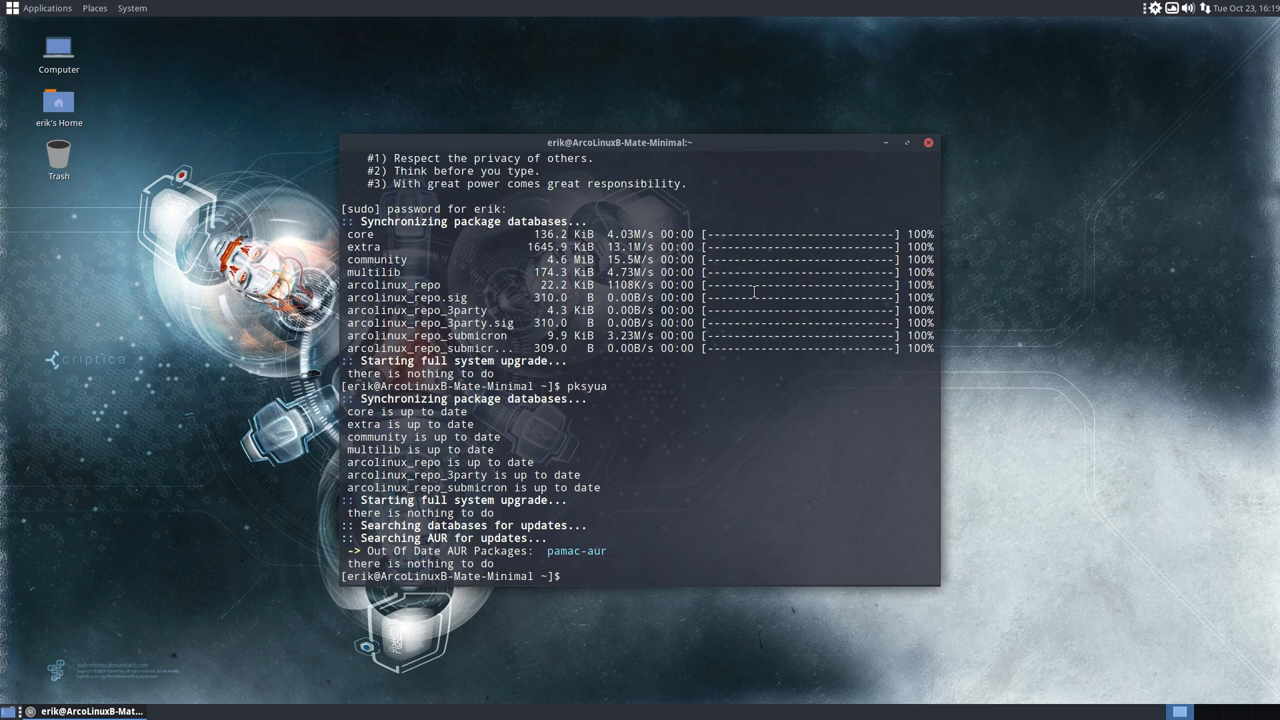 Applications Places System
Tue Oct 23, 16:19
Computer
erik's Home
Trash
erik@ArcoLinuxB-Mate-Minimal:~
#1) Respect the privacy of others.
#2) Think before you type.
#3) With great power comes great responsibility.
[sudo] password for erik:
:: Synchronizing package databases...
core 136.2 KiB 4.03M/s 00:00 [------------------------------] 100%
extra 1645.9 KiB 13.1M/s 00:00 [------------------------------] 100%
community 4.6 MiB 15.5M/s 00:00 [------------------------------] 100%
multilib 174.3 KiB 4.73M/s 00:00 [------------------------------] 100%
arcolinux_repo 22.2 KiB 1108K/s 00:00 [------------------------------] 100%
arcolinux_repo.sig 310.0 B 0.00B/s 00:00 [------------------------------] 100%
arcolinux_repo_3party 4.3 KiB 0.00B/s 00:00 [------------------------------] 100%
arcolinux_repo_3party.sig 310.0 B 0.00B/s 00:00 [------------------------------] 100%
arcolinux_repo_submicron 9.9 KiB 3.23M/s 00:00 [------------------------------] 100%
arcolinux_repo_submicr... 309.0 B 0.00B/s 00:00 [------------------------------] 100%
:: Starting full system upgrade...
there is nothing to do
[erik@ArcoLinuxB-Mate-Minimal ~]$ pksyua
:: Synchronizing package databases...
core is up to date
extra is up to date
community is up to date
multilib is up to date
arcolinux_repo is up to date
arcolinux_repo_3party is up to date
arcolinux_repo_submicron is up to date
:: Starting full system upgrade...
there is nothing to do
:: Searching databases for updates...
:: Searching AUR for updates...
-> Out Of Date AUR Packages: pamac-aur
there is nothing to do
[erik@ArcoLinuxB-Mate-Minimal ~]$
criptica
erik@ArcoLinuxB-Mat...